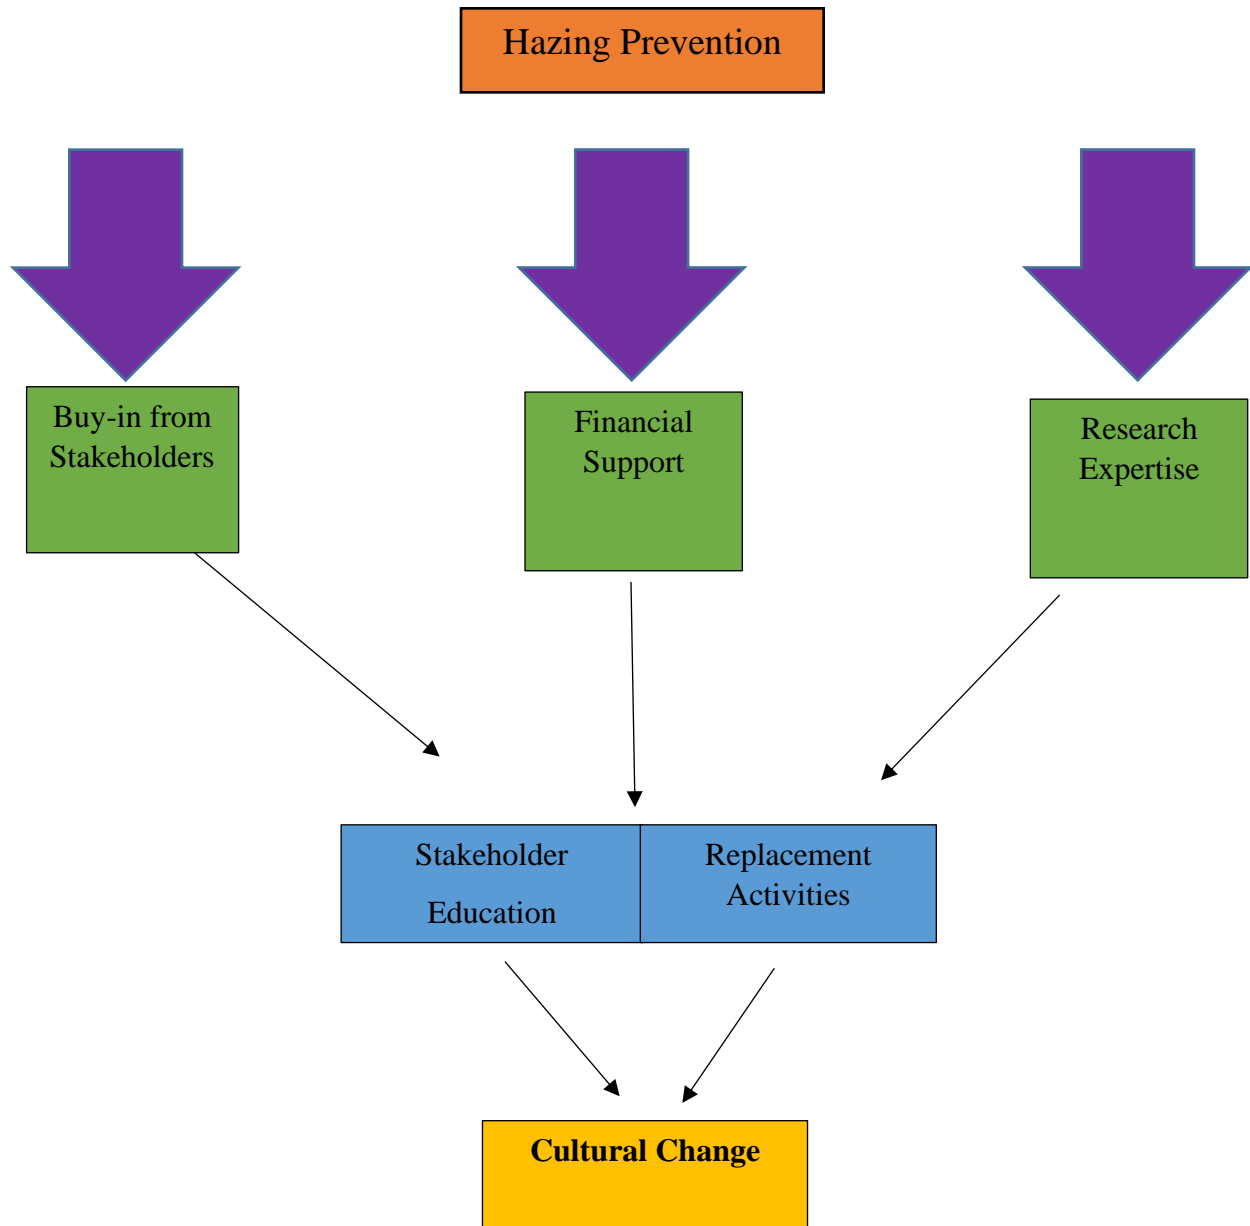 Hazing Prevention
Buy-in from
Stakeholders
Financial
Support
Research
Expertise
Stakeholder
Education
Replacement
Activities
Cultural Change